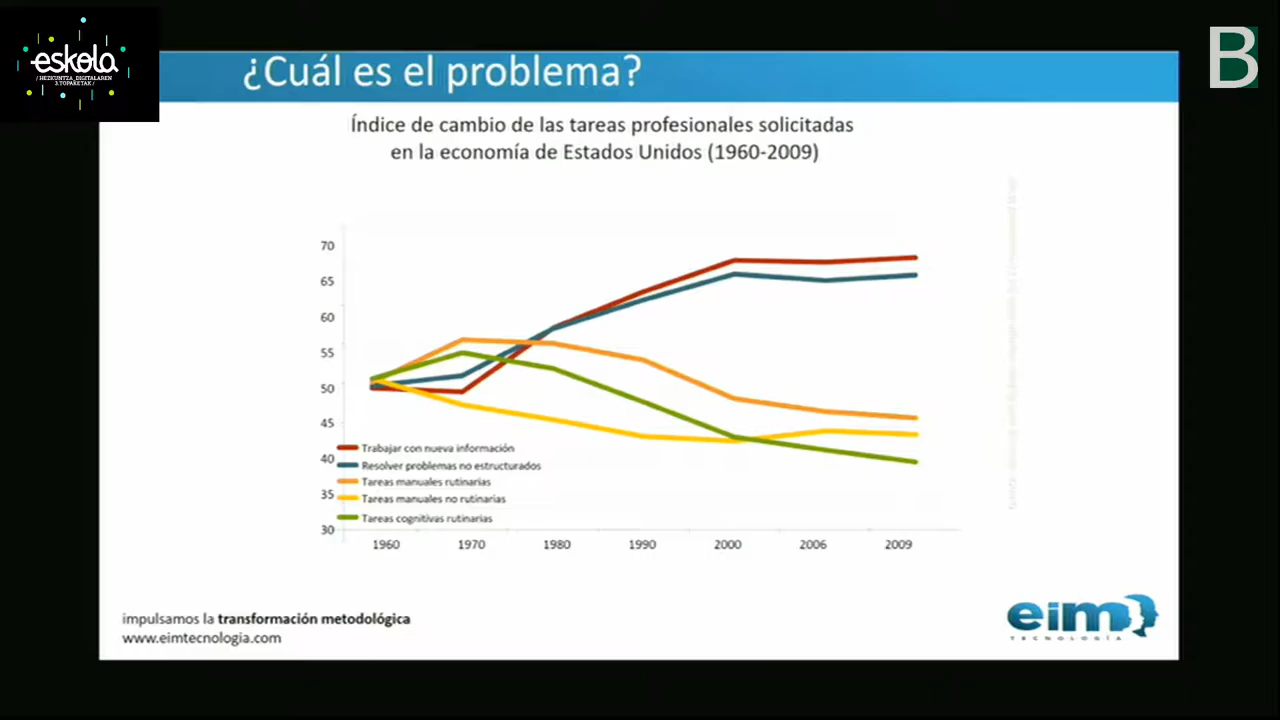 eskola
/HEZKUNTZA_DIGITALAREN
3.TOPAKETAK/
B
¿Cuál es el problema?
Índice de cambio de las tareas profesionales solicitadas
en la economía de Estados Unidos (1960-2009)
70
65
60
55
50
45
40
35
30
Trabajar con nueva información
Resolver problemas no estructurados
Tareas manuales rutinarias
Tareas manuales no rutinarias
Tareas cognitivas rutinarias
1960 1970 1980 1990 2000 2006 2009
impulsamos la transformación metodológica
www.eimtecnologia.com
eim
TECNOLOGÍA